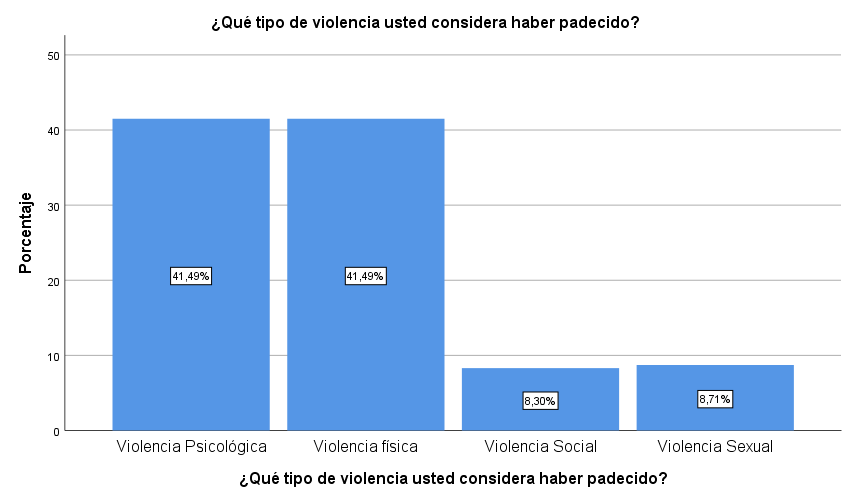 ¿Qué tipo de violencia usted considera haber padecido?
50
40
30
20
10
0
Porcentaje
41,49%
41,49%
8,30%
8,71%
Violencia Psicológica
Violencia física
Violencia Social
Violencia Sexual
¿Qué tipo de violencia usted considera haber padecido?